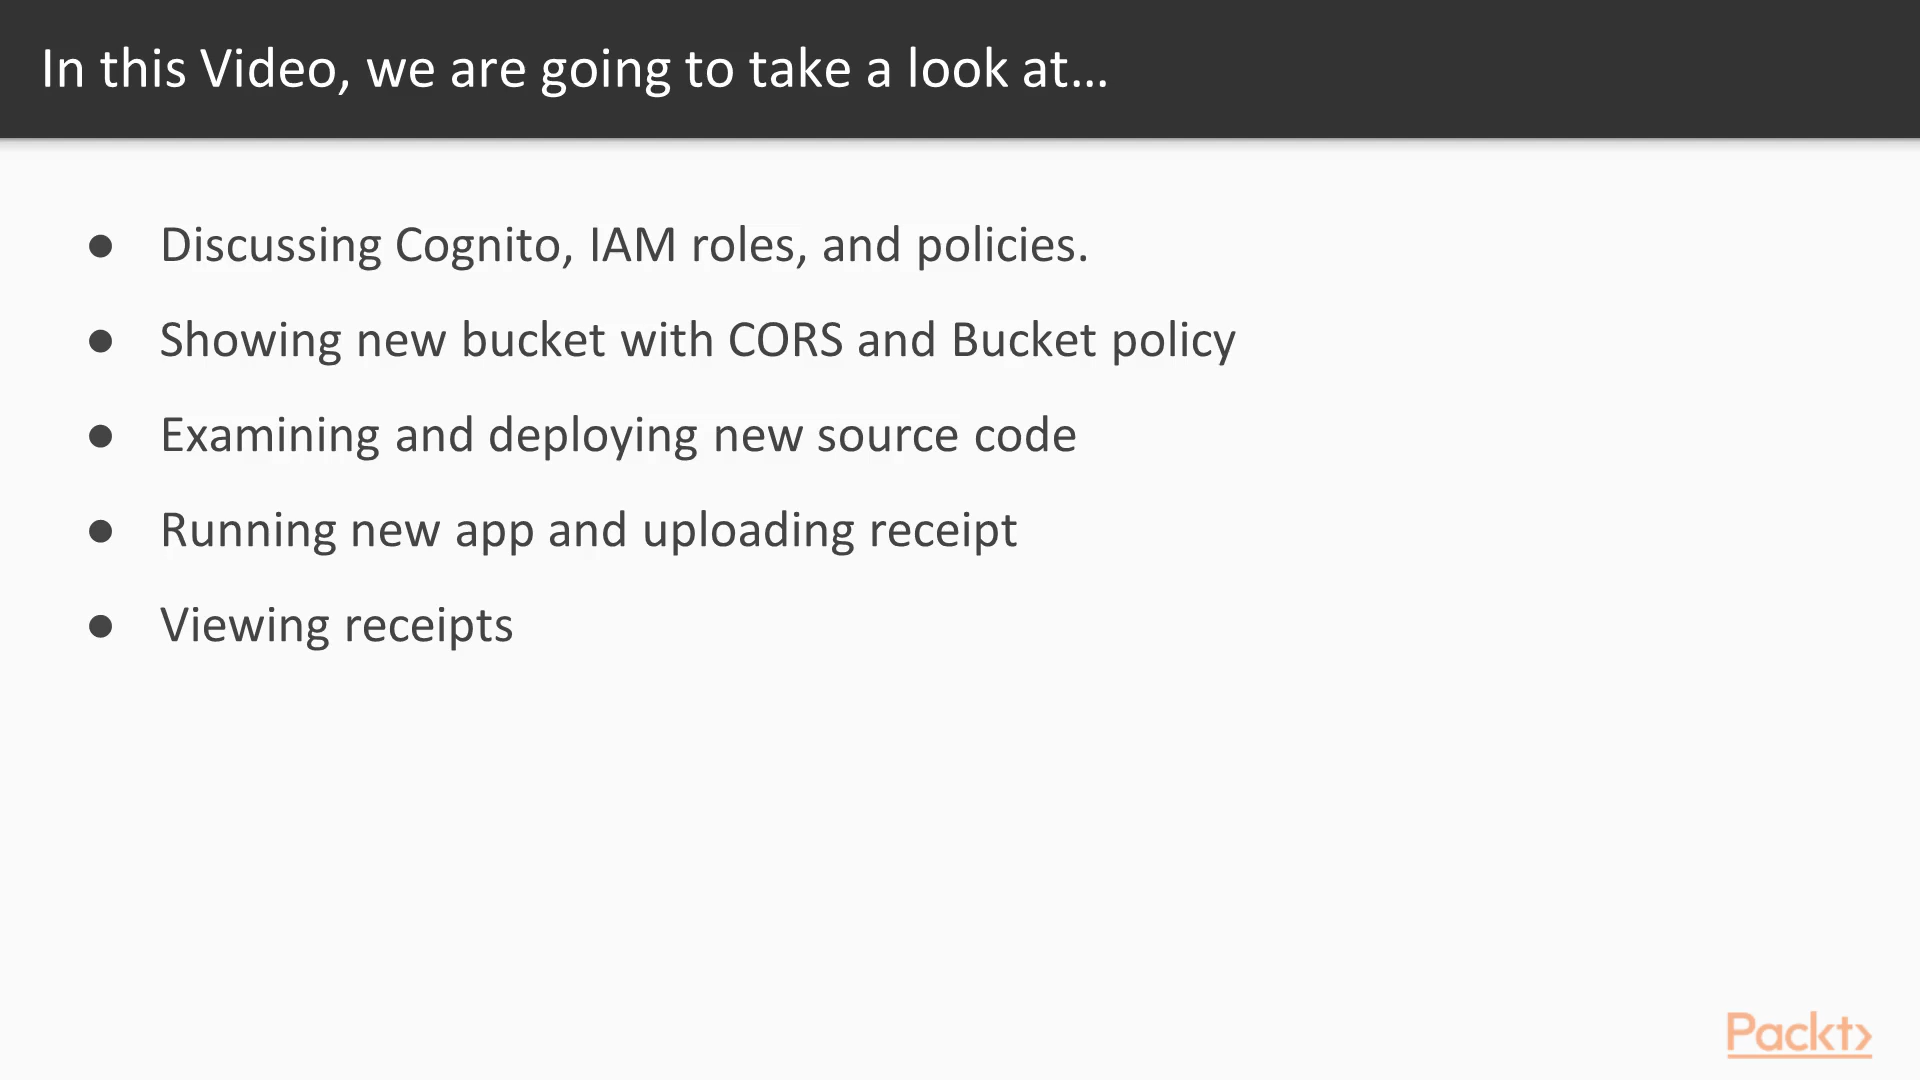 In this Video, we are going to take a look at...
● Discussing Cognito, IAM roles, and policies.
● Showing new bucket with CORS and Bucket policy
● Examining and deploying new source code
● Running new app and uploading receipt
● Viewing receipts
Packt>